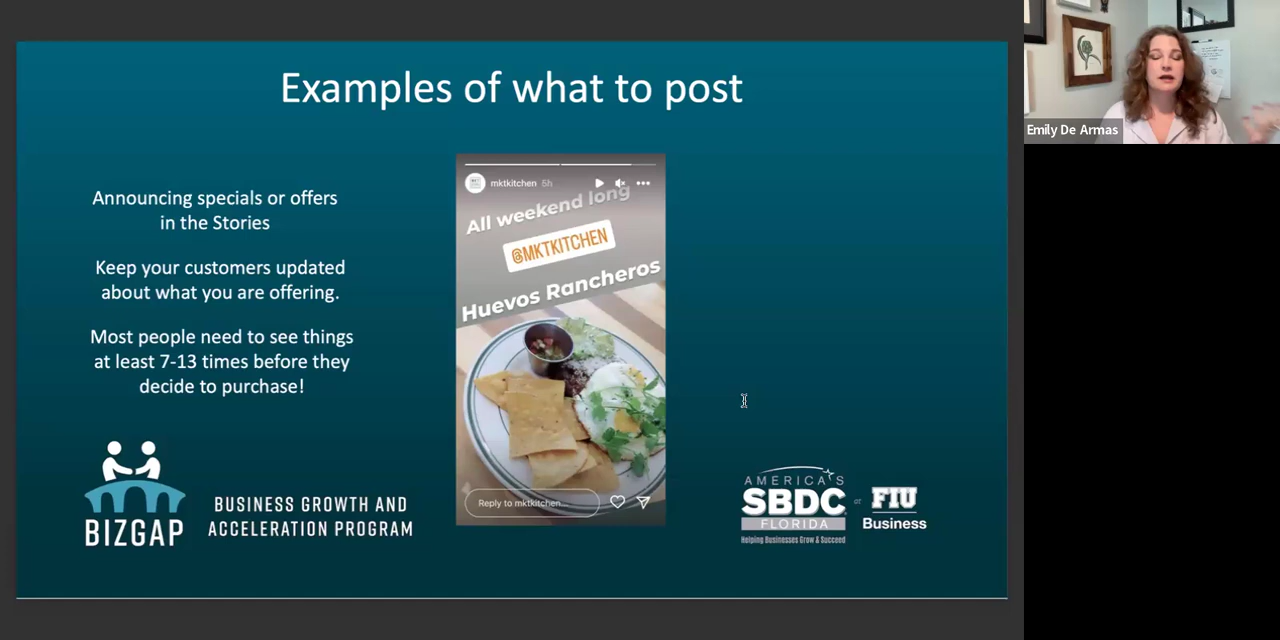 Examples of what to post
Announcing specials or offers
in the Stories
Keep your customers updated
about what you are offering.
Most people need to see things
at least 7-13 times before they
decide to purchase!
mktkitchen 5h
All weekend long
@MKTKITCHEN
Huevos Rancheros
Reply to mktkitchen...
BIZGAP
BUSINESS GROWTH AND
ACCELERATION PROGRAM
AMERICA'S
SBDC
FLORIDA
Helping Businesses Grow & Succeed
at
FIU
Business
Emily De Armas